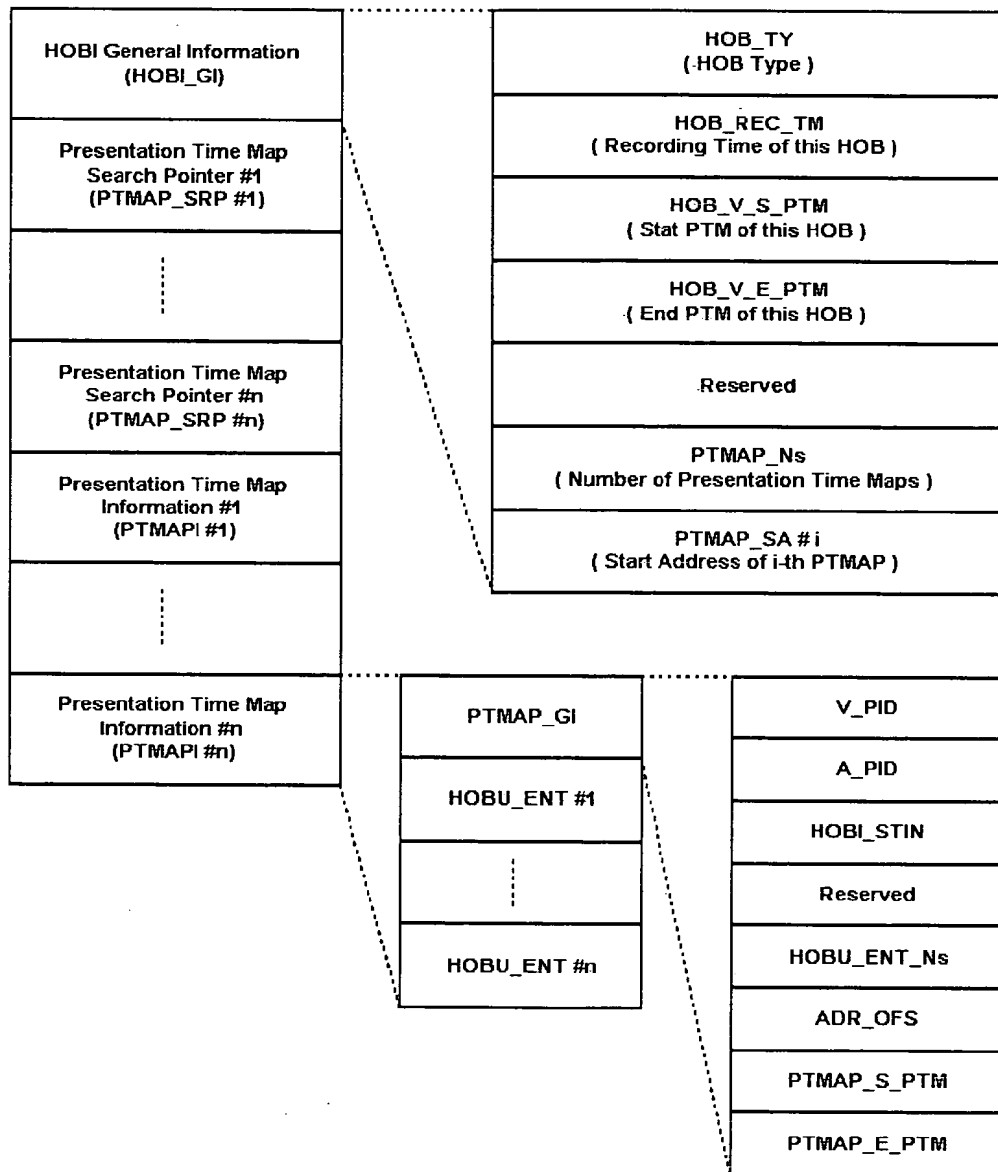 HOBI General Information
(HOBI_GI)
Presentation Time Map
Search Pointer #1
(PTMAP_SRP #1)
Presentation Time Map
Search Pointer #n
(PTMAP_SRP #n)
Presentation Time Map
Information #1
(PTMAPI #1)
Presentation Time Map
Information #n
(PTMAPI #n)
HOB_TY
( HOB Type )
HOB_REC_TM
( Recording Time of this HOB )
HOB_V_S_PTM
( Stat PTM of this HOB )
HOB_V_E_PTM
( End PTM of this HOB )
Reserved
PTMAP_Ns
( Number of Presentation Time Maps )
PTMAP_SA # i
( Start Address of i-th PTMAP )
PTMAP_GI
HOBU_ENT #1
HOBU_ENT #n
V_PID
A_PID
HOBI_STIN
Reserved
HOBU_ENT_Ns
ADR_OFS
PTMAP_S_PTM
PTMAP_E_PTM